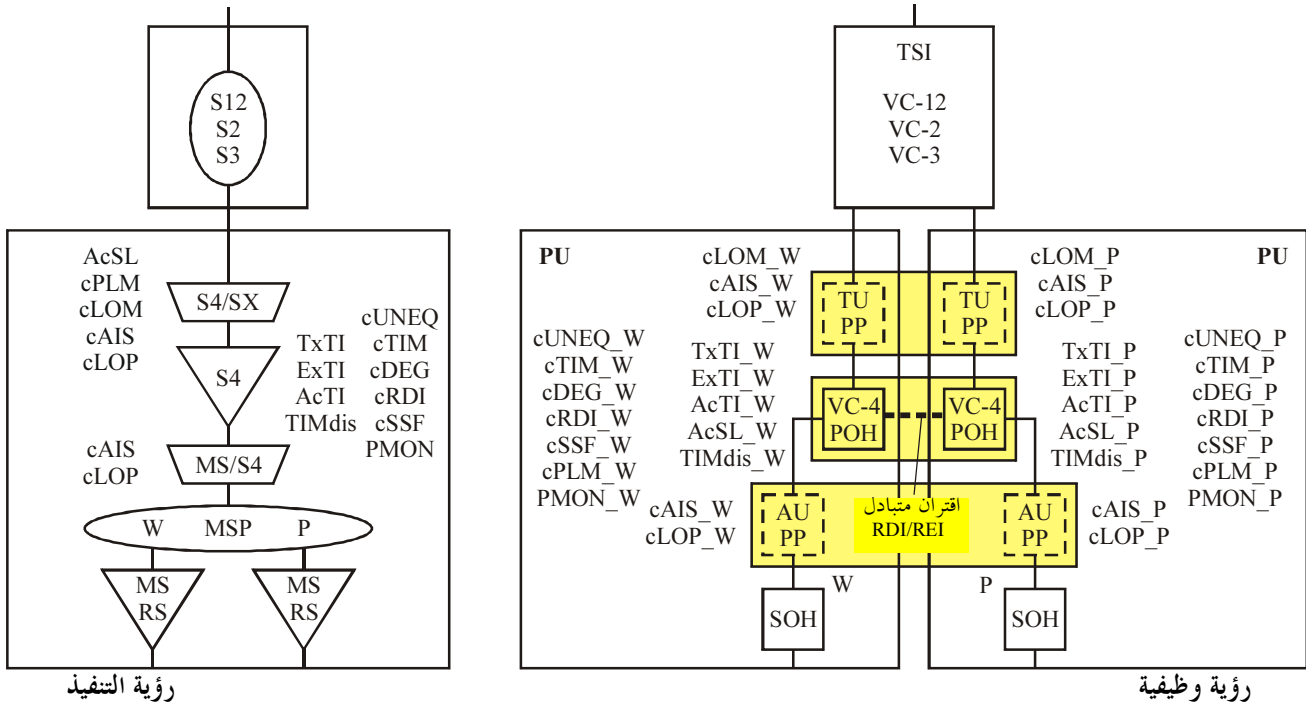 S12
S2
S3
AcSL
cPLM
cLOM
cAIS
cLOP
S4/SX
S4
TxTI
ExTI
AcTI
TIMdis
cUNEQ
cTIM
cDEG
cRDI
cSSF
PMON
cAIS
cLOP
MS/S4
W MSP P
MS
RS
MS
RS
رؤية التنفيذ
TSI
VC-12
VC-2
VC-3
PU
cLOM_W
cAIS_W
cLOP_W
TU
PP
TU
PP
cLOM_P
cAIS_P
cLOP_P
PU
cUNEQ_W
cTIM_W
cDEG_W
cRDI_W
cSSF_W
cPLM_W
PMON_W
TxTI_W
ExTI_W
AcTI_W
AcSL_W
TIMdis_W
VC-4
POH
VC-4
POH
TxTI_P
ExTI_P
AcTI_P
AcSL_P
TIMdis_P
cUNEQ_P
cTIM_P
cDEG_P
cRDI_P
cSSF_P
cPLM_P
PMON_P
cAIS_W
cLOP_W
AU
PP
اقتران متبادل
RDI/REI
AU
PP
cAIS_P
cLOP_P
W
P
SOH
SOH
رؤية وظيفية